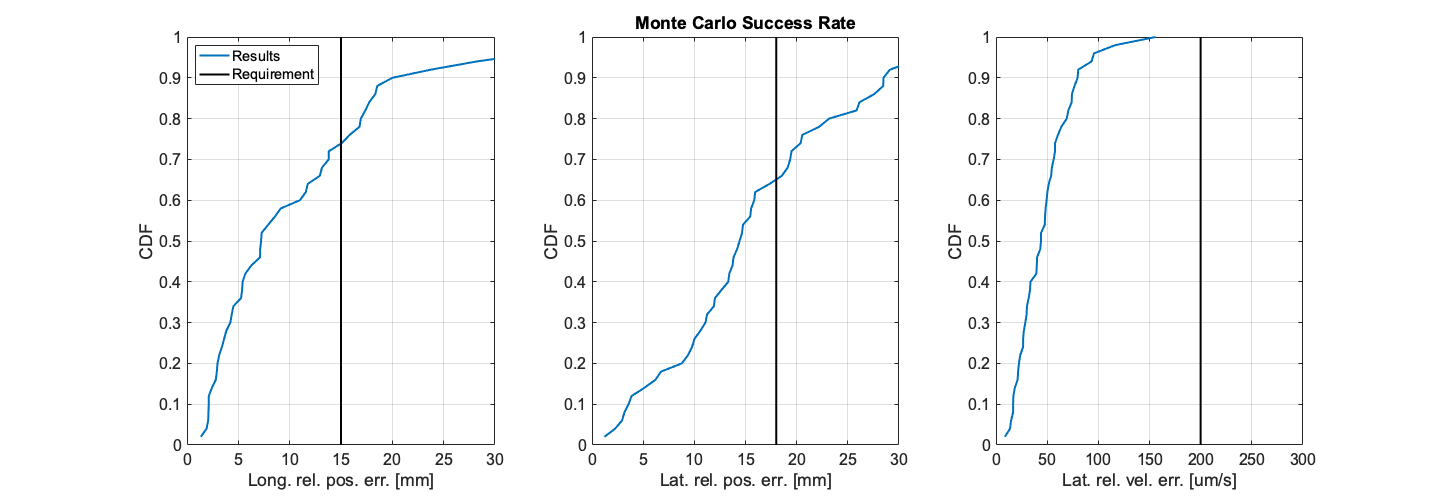 Monte Carlo Success Rate
Results
Requirement
CDF
1
0.9
0.8
0.7
0.6
0.5
0.4
0.3
0.2
0.1
0
0 5 10 15 20 25 30
Long. rel. pos. err. [mm]
CDF
1
0.9
0.8
0.7
0.6
0.5
0.4
0.3
0.2
0.1
0
0 5 10 15 20 25 30
Lat. rel. pos. err. [mm]
CDF
1
0.9
0.8
0.7
0.6
0.5
0.4
0.3
0.2
0.1
0
0 50 100 150 200 200 300
Lat. rel. vel. err. [um/s]